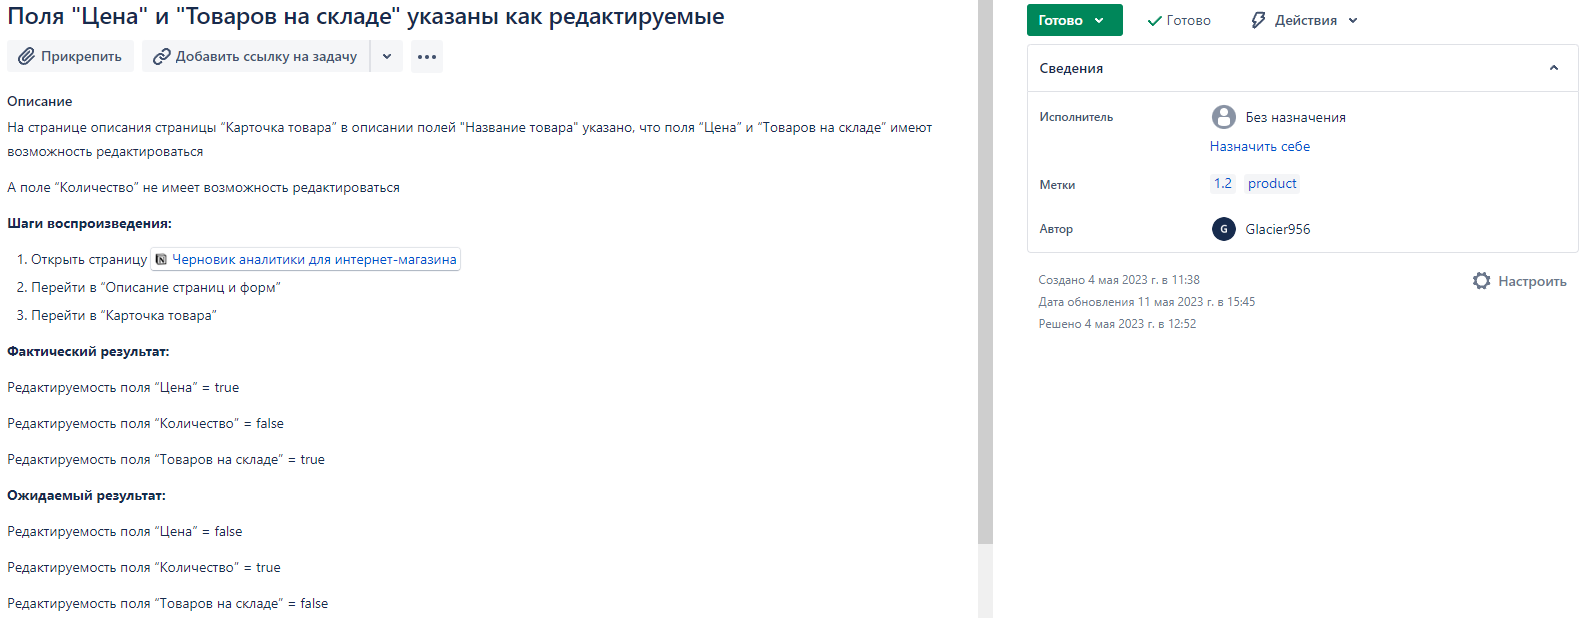 Поля "Цена" и "Товаров на складе" указаны как редактируемые
Прикрепить
Добавить ссылку на задачу
Описание
На странице описания страницы “Карточка товара” в описании полей "Название товара" указано, что поля “Цена” и “Товаров на складе” имеют
возможность редактироваться
А поле “Количество” не имеет возможность редактироваться
Шаги воспроизведения:
1. Открыть страницу Черновик аналитики для интернет-магазина
2. Перейти в “Описание страниц и форм”
3. Перейти в “Карточка товара”
Фактический результат:
Редактируемость поля “Цена” = true
Редактируемость поля “Количество” = false
Редактируемость поля “Товаров на складе” = true
Ожидаемый результат:
Редактируемость поля “Цена” = false
Редактируемость поля “Количество” = true
Редактируемость поля “Товаров на складе” = false
Готово
Готово
Действия
Сведения
Исполнитель
Без назначения
Назначить себе
Метки
1.2 product
Автор
G Glacier956
Создано 4 мая 2023 г. в 11:38
Настроить
Дата обновления 11 мая 2023 г. в 15:45
Решено 4 мая 2023 г. в 12:52